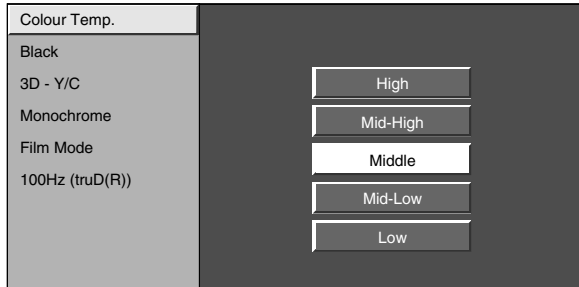 Colour Temp.
Black
3D - Y/C
Monochrome
Film Mode
100Hz (truD(R))
High
Mid-High
Middle
Mid-Low
Low